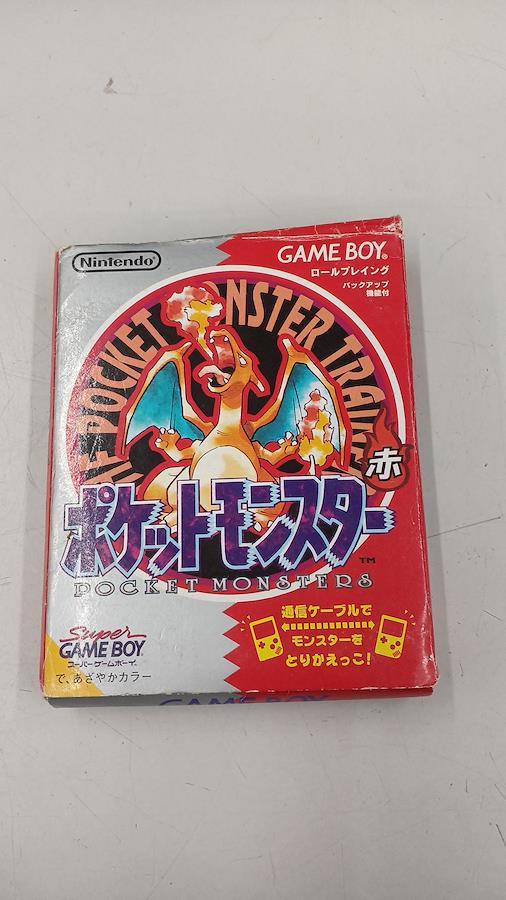 Nintendo®
GAME BOY®
ロールプレイング
バックアップ
機能付
POCKET MONSTER TRAINER
赤
ポケットモンスター
TM
POCKET MONSTERS
通信ケーブルで
モンスターを
とりかえっこ!
Super
GAME BOY
スーパーゲームボーイ
で、あざやかカラー
GAME BOY